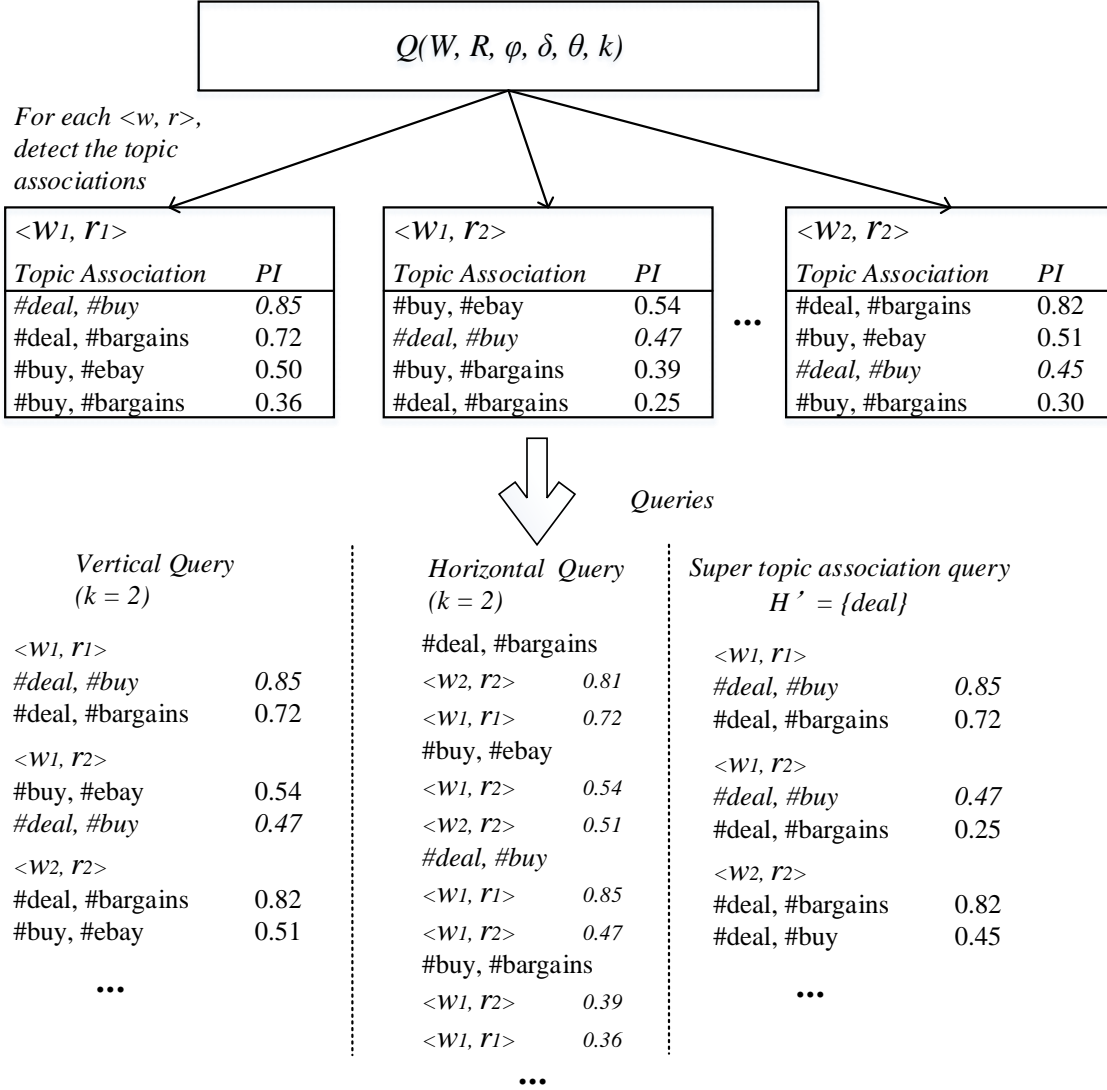 Q(W, R, φ, δ, θ, k)
For each <w, r>,
detect the topic
associations
<w1, r1>
Topic Association PI
#deal, #buy 0.85
#deal, #bargains 0.72
#buy, #ebay 0.50
#buy, #bargains 0.36
<w1, r2>
Topic Association PI
#buy, #ebay 0.54
#deal, #buy 0.47
#buy, #bargains 0.39
#deal, #bargains 0.25
...
<w2, r2>
Topic Association PI
#deal, #bargains 0.82
#buy, #ebay 0.51
#deal, #buy 0.45
#buy, #bargains 0.30
Queries
Vertical Query
(k = 2)
<w1, r1>
#deal, #buy 0.85
#deal, #bargains 0.72
<w1, r2>
#buy, #ebay 0.54
#deal, #buy 0.47
<w2, r2>
#deal, #bargains 0.82
#buy, #ebay 0.51
...
Horizontal Query
(k = 2)
#deal, #bargains
<w2, r2> 0.81
<w1, r1> 0.72
#buy, #ebay
<w1, r2> 0.54
<w2, r2> 0.51
#deal, #buy
<w1, r1> 0.85
<w1, r2> 0.47
#buy, #bargains
<w1, r2> 0.39
<w1, r1> 0.36
...
Super topic association query
H’ = {deal}
<w1, r1>
#deal, #buy 0.85
#deal, #bargains 0.72
<w1, r2>
#deal, #buy 0.47
#deal, #bargains 0.25
<w2, r2>
#deal, #bargains 0.82
#deal, #buy 0.45
...